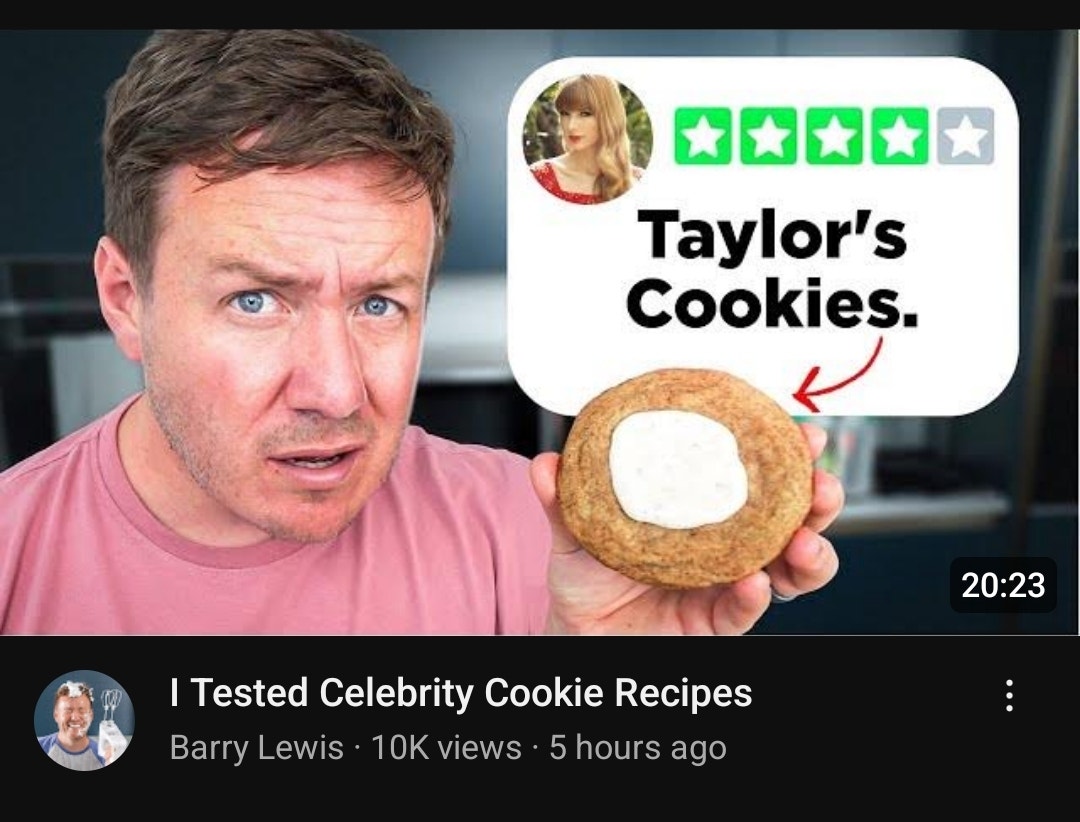 Taylor's
Cookies.
20:23
I Tested Celebrity Cookie Recipes
Barry Lewis · 10K views · 5 hours ago